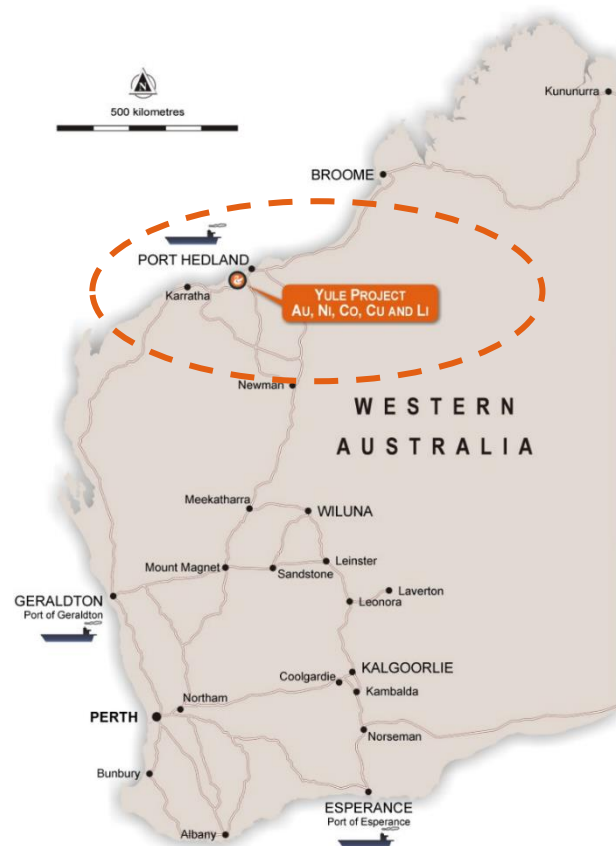 N
500 kilometres
Kununurra
BROOME
PORT HEDLAND
Karratha
YULE PROJECT
AU, NI, CO, CU AND LI
Newman
WESTERN
AUSTRALIA
Meekatharra
WILUNA
Mount Magnet
Sandstone
Leinster
Laverton
Leonora
GERALDTON
Port of Geraldton
KALGOORLIE
Coolgardie
Kambalda
Northam
PERTH
Norseman
Bunbury
ESPERANCE
Port of Esperance
Albany